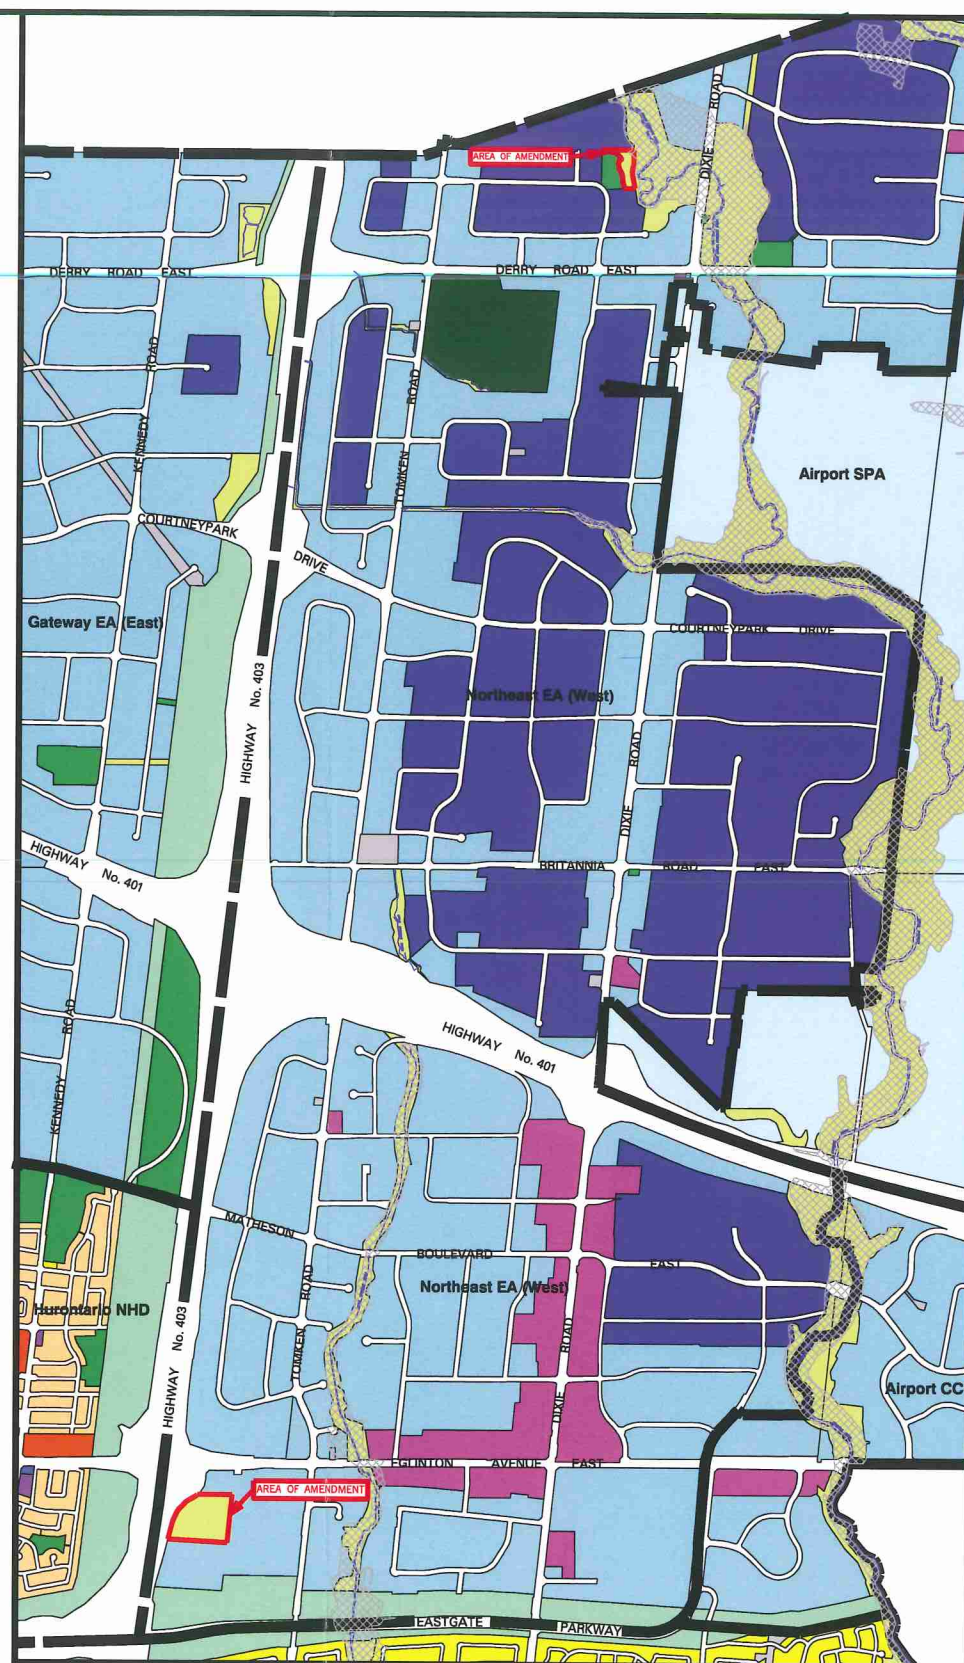 AREA OF AMENDMENT
DIXIE ROAD
DERRY ROAD EAST
DERRY ROAD EAST
KENNEDY ROAD
TOMKEN ROAD
Airport SPA
COURTNEYPARK DRIVE
Gateway EA (East)
COURTNEYPARK DRIVE
Northeast EA (West)
HIGHWAY No. 403
DIXIE ROAD
HIGHWAY No. 401
BRITANNIA ROAD EAST
KENNEDY ROAD
HIGHWAY No. 401
MATHESON BOULEVARD EAST
Northeast EA (West)
Hurontario NHD
HIGHWAY No. 403
TOMKEN ROAD
DIXIE ROAD
Airport CC
EGLINTON AVENUE EAST
AREA OF AMENDMENT
EASTGATE PARKWAY